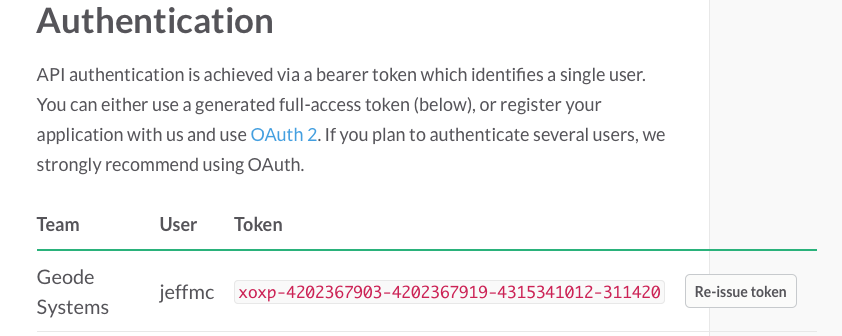 Authentication
API authentication is achieved via a bearer token which identifies a single user.
You can either use a generated full-access token (below), or register your
application with us and use OAuth 2. If you plan to authenticate several users, we
strongly recommend using OAuth.
Team User Token
Geode Systems jeffmc xoxp-4202367903-4202367919-4315341012-311420 Re-issue token